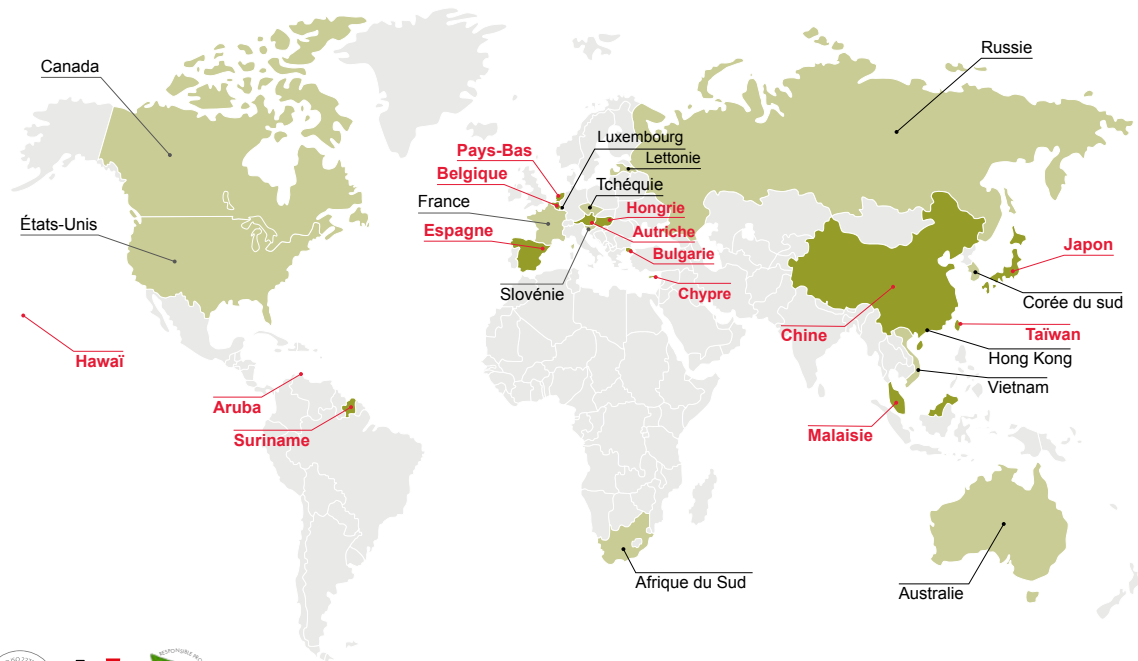 Russie
Canada
Luxembourg
Pays-Bas
Lettonie
Belgique
Tchéquie
France
Hongrie
États-Unis
Espagne
Autriche
Bulgarie
Japon
Slovénie
Chypre
Corée du sud
Chine
Taïwan
Hawaï
Hong Kong
Vietnam
Aruba
Suriname
Malaisie
Afrique du Sud
Australie
RESPONSIBLE